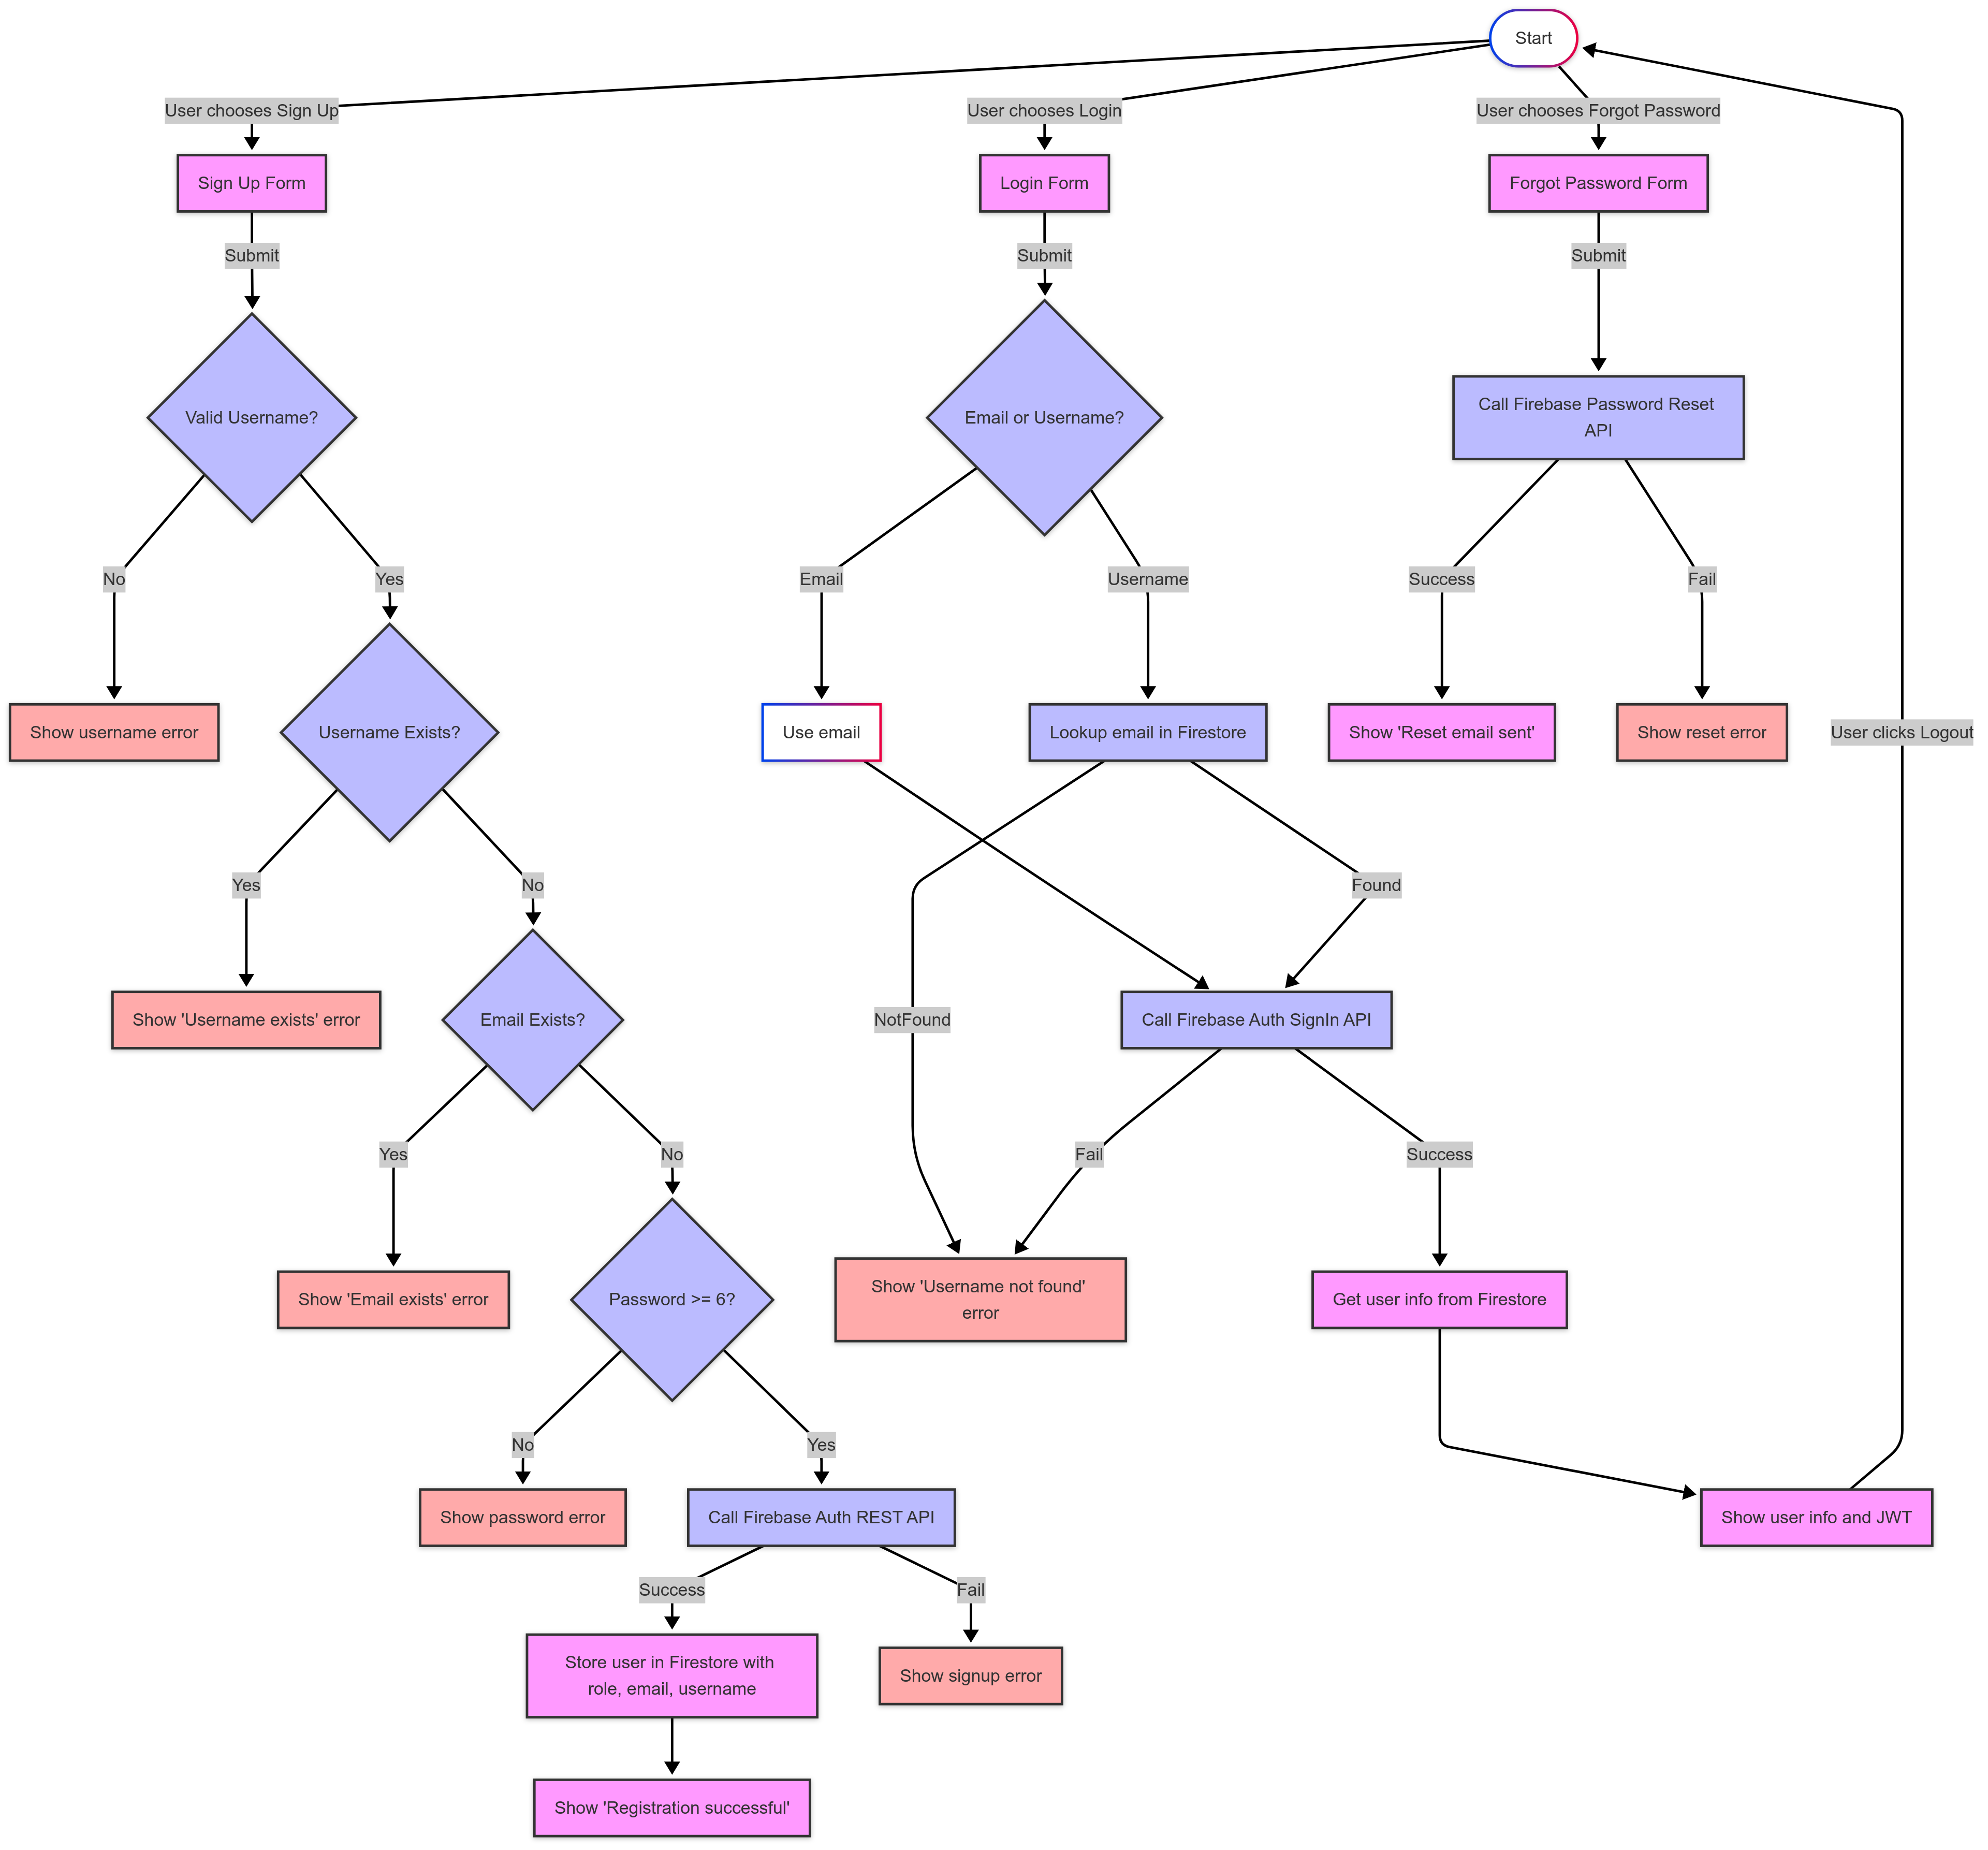 Start
User chooses Sign Up
User chooses Login
User chooses Forgot Password
Sign Up Form
Login Form
Forgot Password Form
Submit
Submit
Submit
Valid Username?
Email or Username?
Call Firebase Password Reset
API
No
Yes
Email
Username
Success
Fail
Show username error
Username Exists?
Use email
Lookup email in Firestore
Show 'Reset email sent'
Show reset error
User clicks Logout
Yes
No
Found
Show 'Username exists' error
Email Exists?
NotFound
Call Firebase Auth SignIn API
Yes
No
Fail
Success
Show 'Email exists' error
Password >= 6?
Show 'Username not found'
error
Get user info from Firestore
No
Yes
Show password error
Call Firebase Auth REST API
Show user info and JWT
Success
Fail
Store user in Firestore with
role, email, username
Show signup error
Show 'Registration successful'